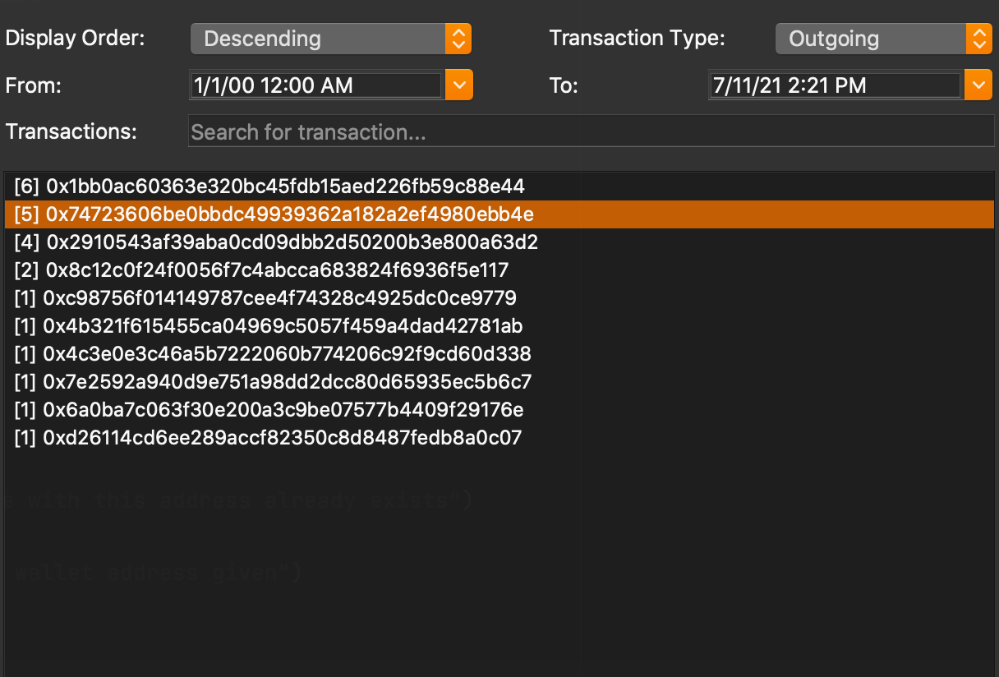 Display Order: Descending Transaction Type: Outgoing
From: 1/1/00 12:00 AM To: 7/11/21 2:21 PM
Transactions: Search for transaction...
[6] 0x1bb0ac60363e320bc45fdb15aed226fb59c88e44
[5] 0x74723606be0bbdc49939362a182a2ef4980ebb4e
[4] 0x2910543af39aba0cd09dbb2d50200b3e800a63d2
[2] 0x8c12c0f24f0056f7c4abcca683824f6936f5e117
[1] 0xc98756f014149787cee4f74328c4925dc0ce9779
[1] 0x4b321f615455ca04969c5057f459a4dad42781ab
[1] 0x4c3e0e3c46a5b7222060b774206c92f9cd60d338
[1] 0x7e2592a940d9e751a98dd2dcc80d65935ec5b6c7
[1] 0x6a0ba7c063f30e200a3c9be07577b4409f29176e
[1] 0xd26114cd6ee289accf82350c8d8487fedb8a0c07
e with this address already exists")
wallet address given")